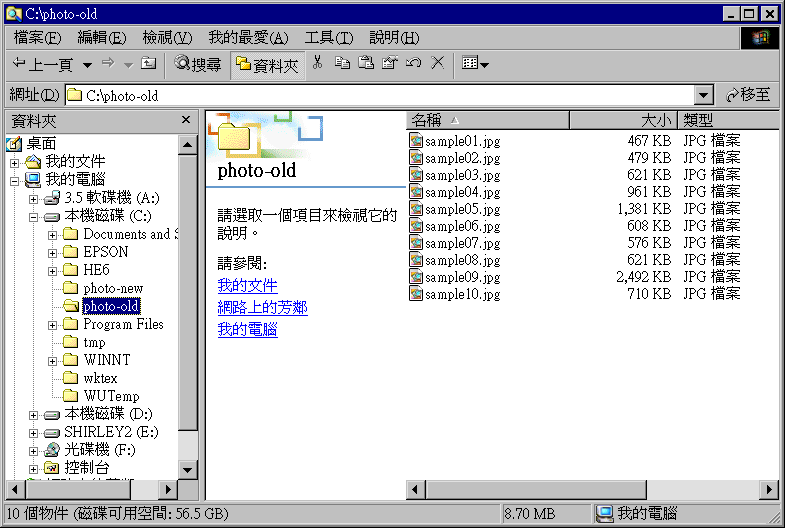 C:\photo-old
檔案(F) 編輯(E) 檢視(V) 我的最愛(A) 工具(T) 說明(H)
上一頁 搜尋 資料夾
網址(D) C:\photo-old 移至
資料夾
桌面
我的文件
我的電腦
3.5 軟碟機 (A:)
本機磁碟 (C:)
Documents and S
EPSON
HE6
photo-new
photo-old
Program Files
tmp
WINNT
wktex
WUTemp
本機磁碟 (D:)
SHIRLEY2 (E:)
光碟機 (F:)
控制台
photo-old
請選取一個項目來檢視它的
說明。
請參閱:
我的文件
網路上的芳鄰
我的電腦
名稱 大小 類型
sample01.jpg 467 KB JPG 檔案
sample02.jpg 479 KB JPG 檔案
sample03.jpg 621 KB JPG 檔案
sample04.jpg 961 KB JPG 檔案
sample05.jpg 1,381 KB JPG 檔案
sample06.jpg 608 KB JPG 檔案
sample07.jpg 576 KB JPG 檔案
sample08.jpg 621 KB JPG 檔案
sample09.jpg 2,492 KB JPG 檔案
sample10.jpg 710 KB JPG 檔案
10 個物件 (磁碟可用空間: 56.5 GB) 8.70 MB 我的電腦